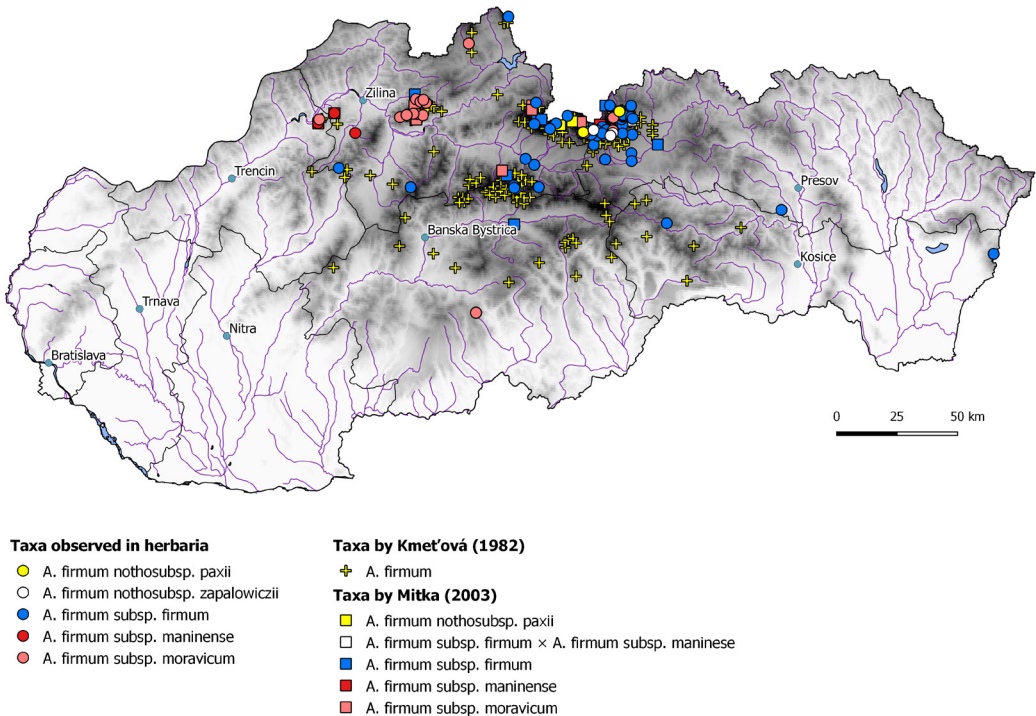 Zilina
Trencin
Presov
Banska Bystrica
Kosice
Trnava
Nitra
Bratislava
0 25 50 km
Taxa observed in herbaria
A. firmum nothosubsp. paxii
A. firmum nothosubsp. zapalowiczii
A. firmum subsp. firmum
A. firmum subsp. maninense
A. firmum subsp. moravicum
Taxa by Kmeťová (1982)
A. firmum
Taxa by Mitka (2003)
A. firmum nothosubsp. paxii
A. firmum subsp. firmum × A. firmum subsp. maninese
A. firmum subsp. firmum
A. firmum subsp. maninense
A. firmum subsp. moravicum